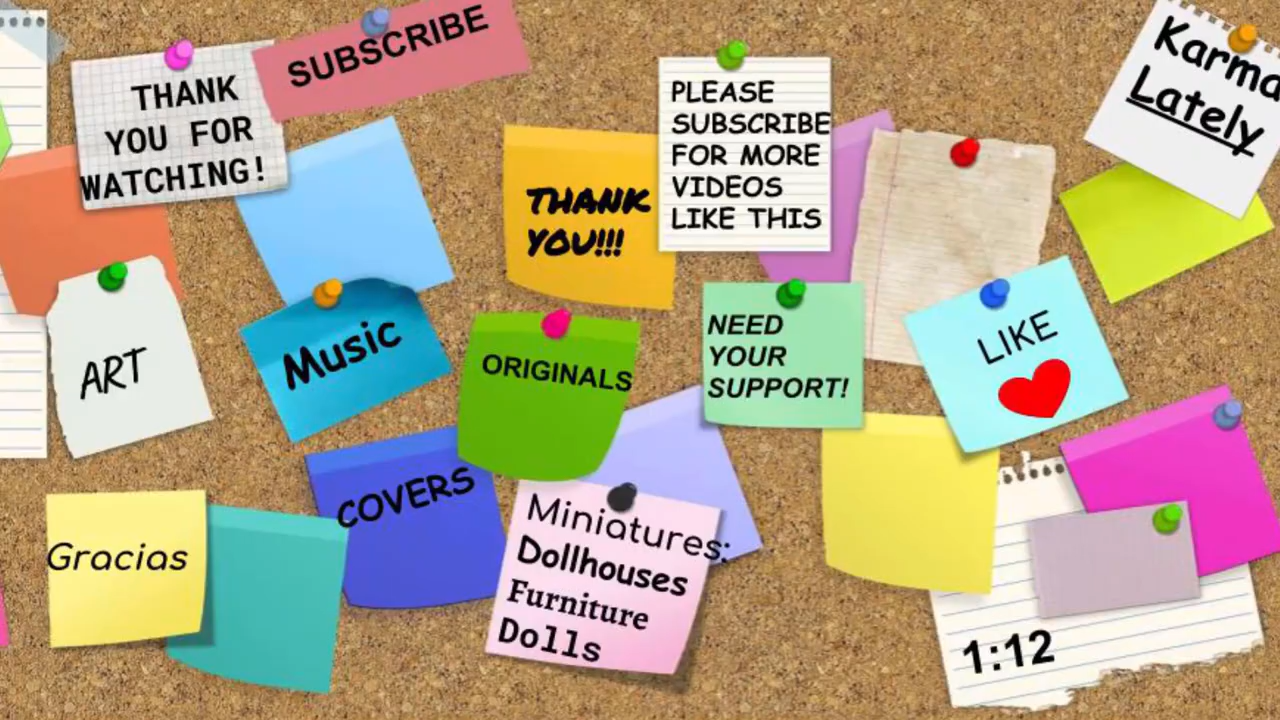 THANK
YOU FOR
WATCHING!
SUBSCRIBE
PLEASE
SUBSCRIBE
FOR MORE
VIDEOS
LIKE THIS
Karma
Lately
THANK
YOU!!!
ART
Music
ORIGINALS
NEED
YOUR
SUPPORT!
LIKE
COVERS
Gracias
Miniatures:
Dollhouses
Furniture
Dolls
1:12